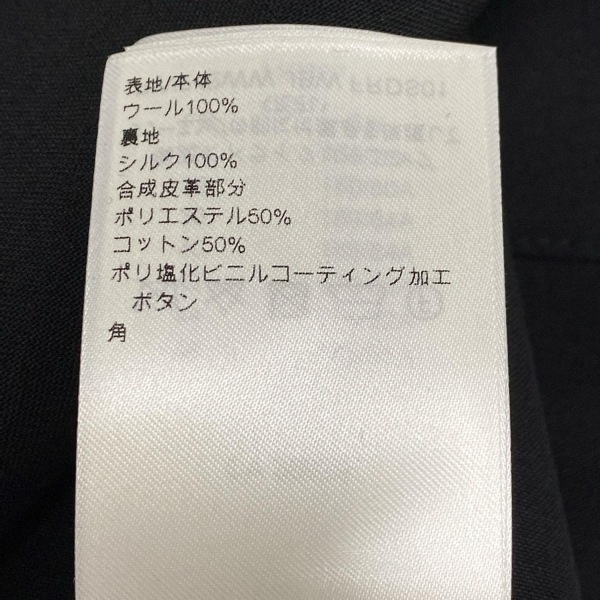 表地/本体
ウール100%
裏地
シルク100%
合成皮革部分
ポリエステル50%
コットン50%
ポリ塩化ビニルコーティング加工
ボタン
角